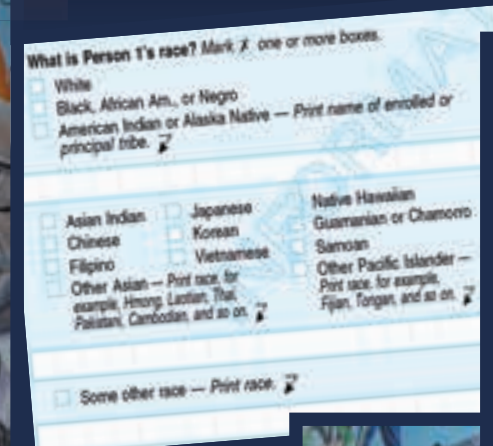 What is Person 1's race? Mark X one or more boxes.
White
Black, African Am., or Negro
American Indian or Alaska Native — Print name of enrolled or
principal tribe.
Asian Indian
Chinese
Filipino
Other Asian — Print race, for
example, Hmong, Laotian, Thai,
Pakistani, Cambodian, and so on.
Japanese
Korean
Vietnamese
Native Hawaiian
Guamanian or Chamorro
Samoan
Other Pacific Islander —
Print race, for example,
Fijian, Tongan, and so on.
Some other race — Print race.